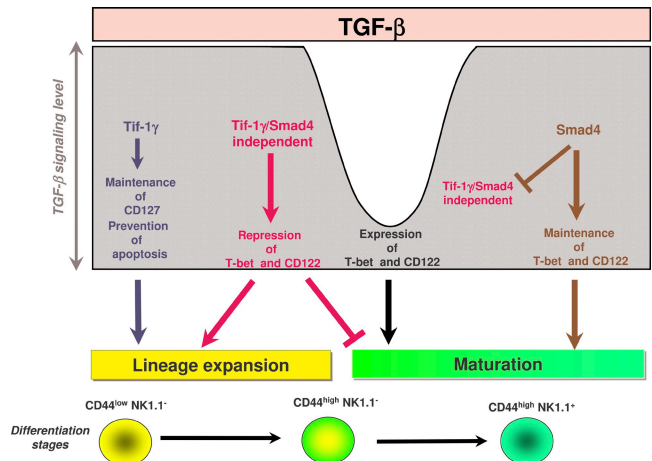 TGF-β
TGF-β signaling level
Tif-1γ
Maintenance
of
CD127
Prevention
of
apoptosis
Tif-1γ/Smad4
independent
Repression
of
T-bet and CD122
Expression
of
T-bet and CD122
Tif-1γ/Smad4
independent
Smad4
Maintenance
of
T-bet and CD122
Lineage expansion
Maturation
Differentiation
stages
CD44low NK1.1-
CD44high NK1.1-
CD44high NK1.1+